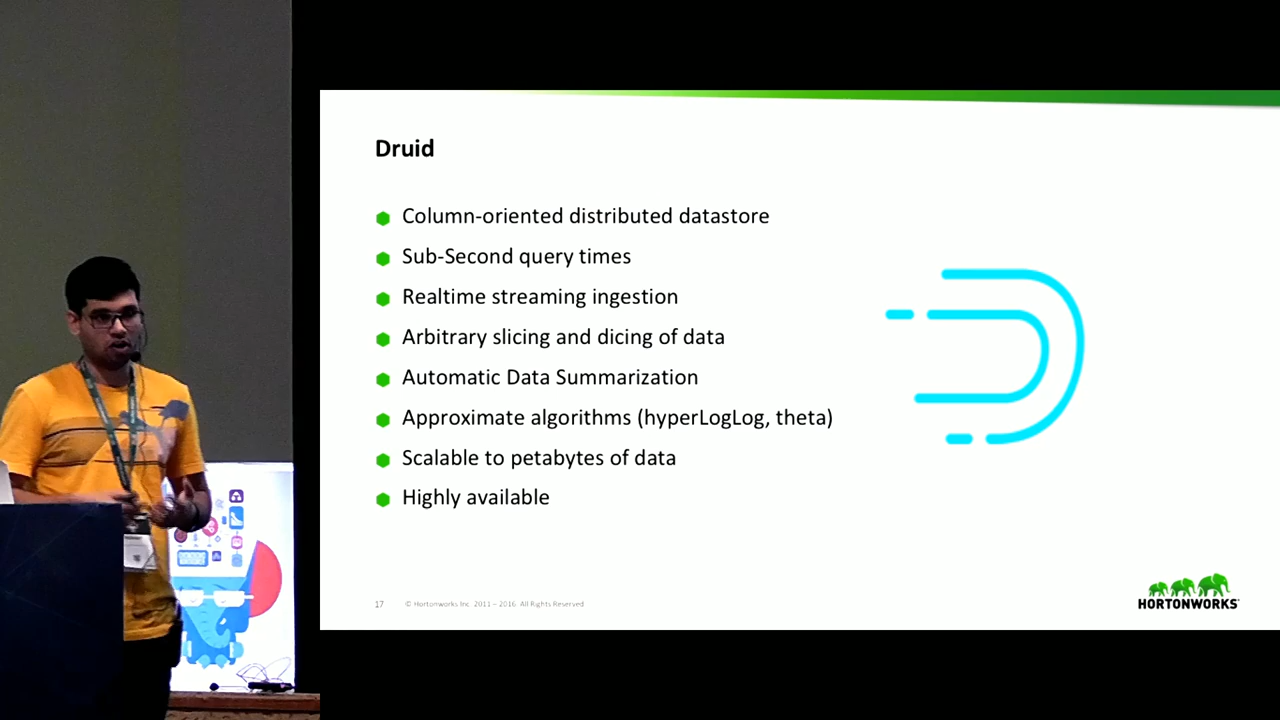 Druid
Column-oriented distributed datastore
Sub-Second query times
Realtime streaming ingestion
Arbitrary slicing and dicing of data
Automatic Data Summarization
Approximate algorithms (hyperLogLog, theta)
Scalable to petabytes of data
Highly available
17 © Hortonworks Inc. 2011 – 2016. All Rights Reserved
HORTONWORKS